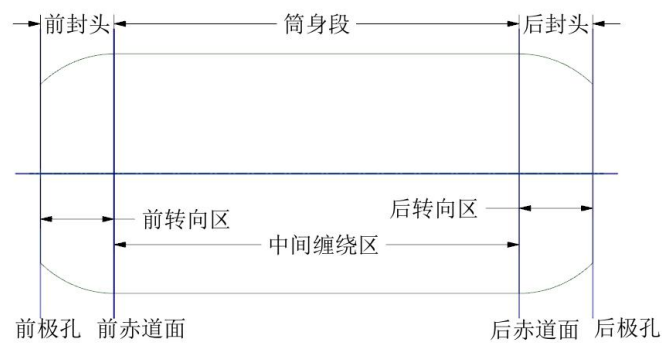 前封头
筒身段
后封头
前转向区
后转向区
中间缠绕区
前极孔
前赤道面
后赤道面
后极孔